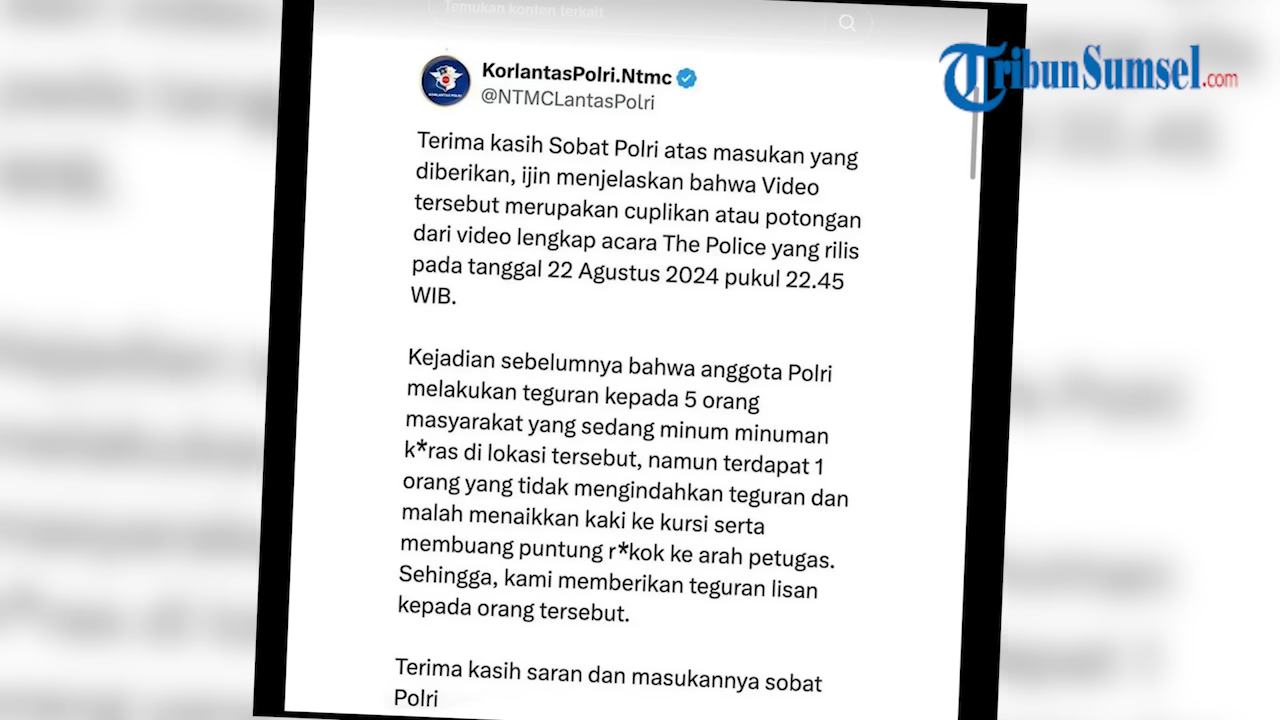 Temukan konten terkait
TribunSumsel.com
KorlantasPolri.Ntmc
@NTMCLantasPolri
Terima kasih Sobat Polri atas masukan yang
diberikan, ijin menjelaskan bahwa Video
tersebut merupakan cuplikan atau potongan
dari video lengkap acara The Police yang rilis
pada tanggal 22 Agustus 2024 pukul 22.45
WIB.
Kejadian sebelumnya bahwa anggota Polri
melakukan teguran kepada 5 orang
masyarakat yang sedang minum minuman
k*ras di lokasi tersebut, namun terdapat 1
orang yang tidak mengindahkan teguran dan
malah menaikkan kaki ke kursi serta
membuang puntung r*kok ke arah petugas.
Sehingga, kami memberikan teguran lisan
kepada orang tersebut.
Terima kasih saran dan masukannya sobat
Polri